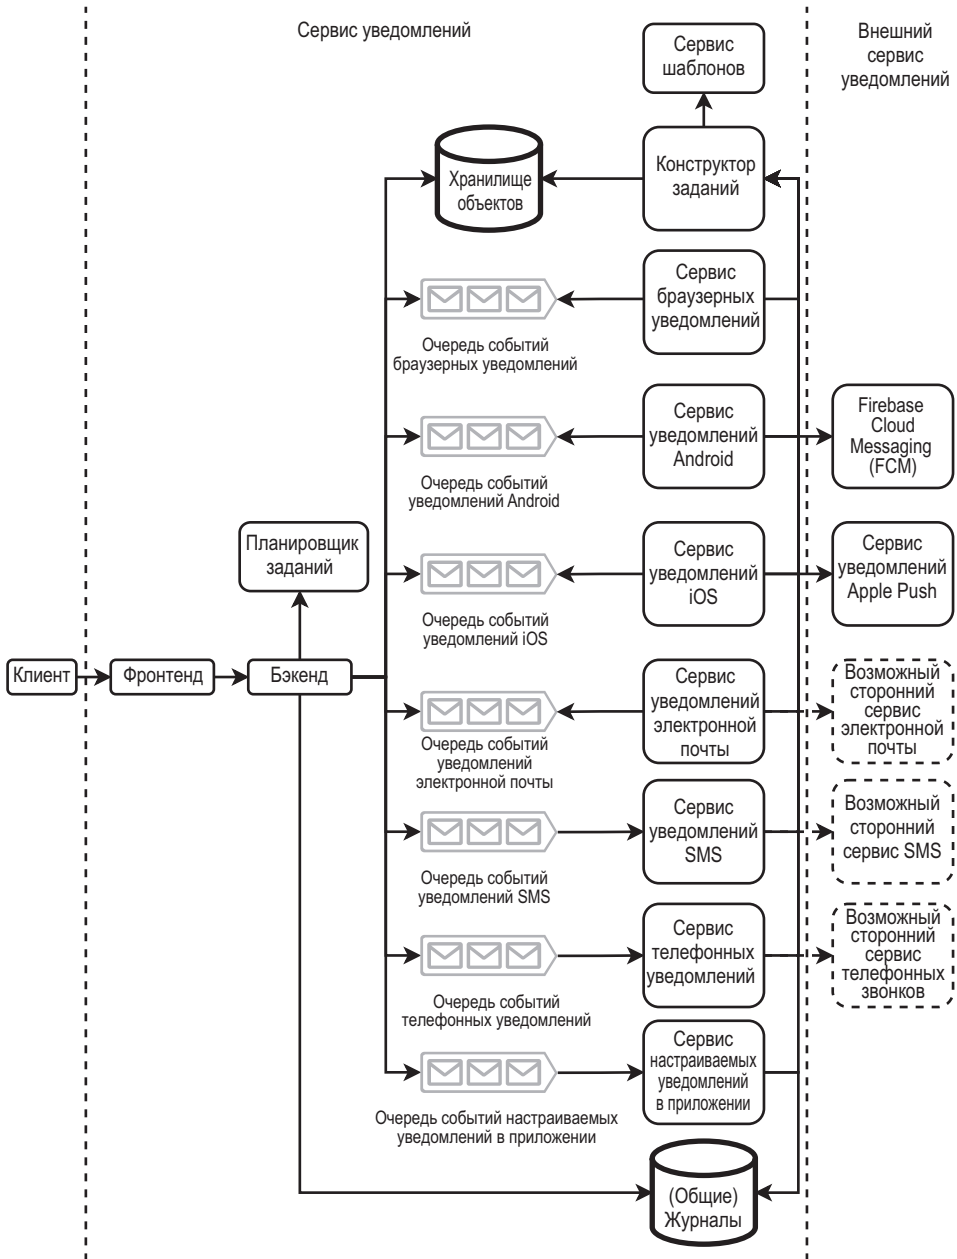 Сервис уведомлений
Внешний
сервис
уведомлений
Сервис
шаблонов
Хранилище
объектов
Конструктор
заданий
Очередь событий
браузерных уведомлений
Сервис
браузерных
уведомлений
Очередь событий
уведомлений Android
Сервис
уведомлений
Android
Firebase
Cloud
Messaging
(FCM)
Планировщик
заданий
Очередь событий
уведомлений iOS
Сервис
уведомлений
iOS
Сервис
уведомлений
Apple Push
Клиент
Фронтенд
Бэкенд
Очередь событий
уведомлений
электронной почты
Сервис
уведомлений
электронной
почты
Возможный
сторонний
сервис
электронной
почты
Очередь событий
уведомлений SMS
Сервис
уведомлений
SMS
Возможный
сторонний
сервис SMS
Очередь событий
телефонных уведомлений
Сервис
телефонных
уведомлений
Возможный
сторонний
сервис
телефонных
звонков
Очередь событий настраиваемых
уведомлений в приложении
Сервис
настраиваемых
уведомлений
в приложении
(Общие)
Журналы